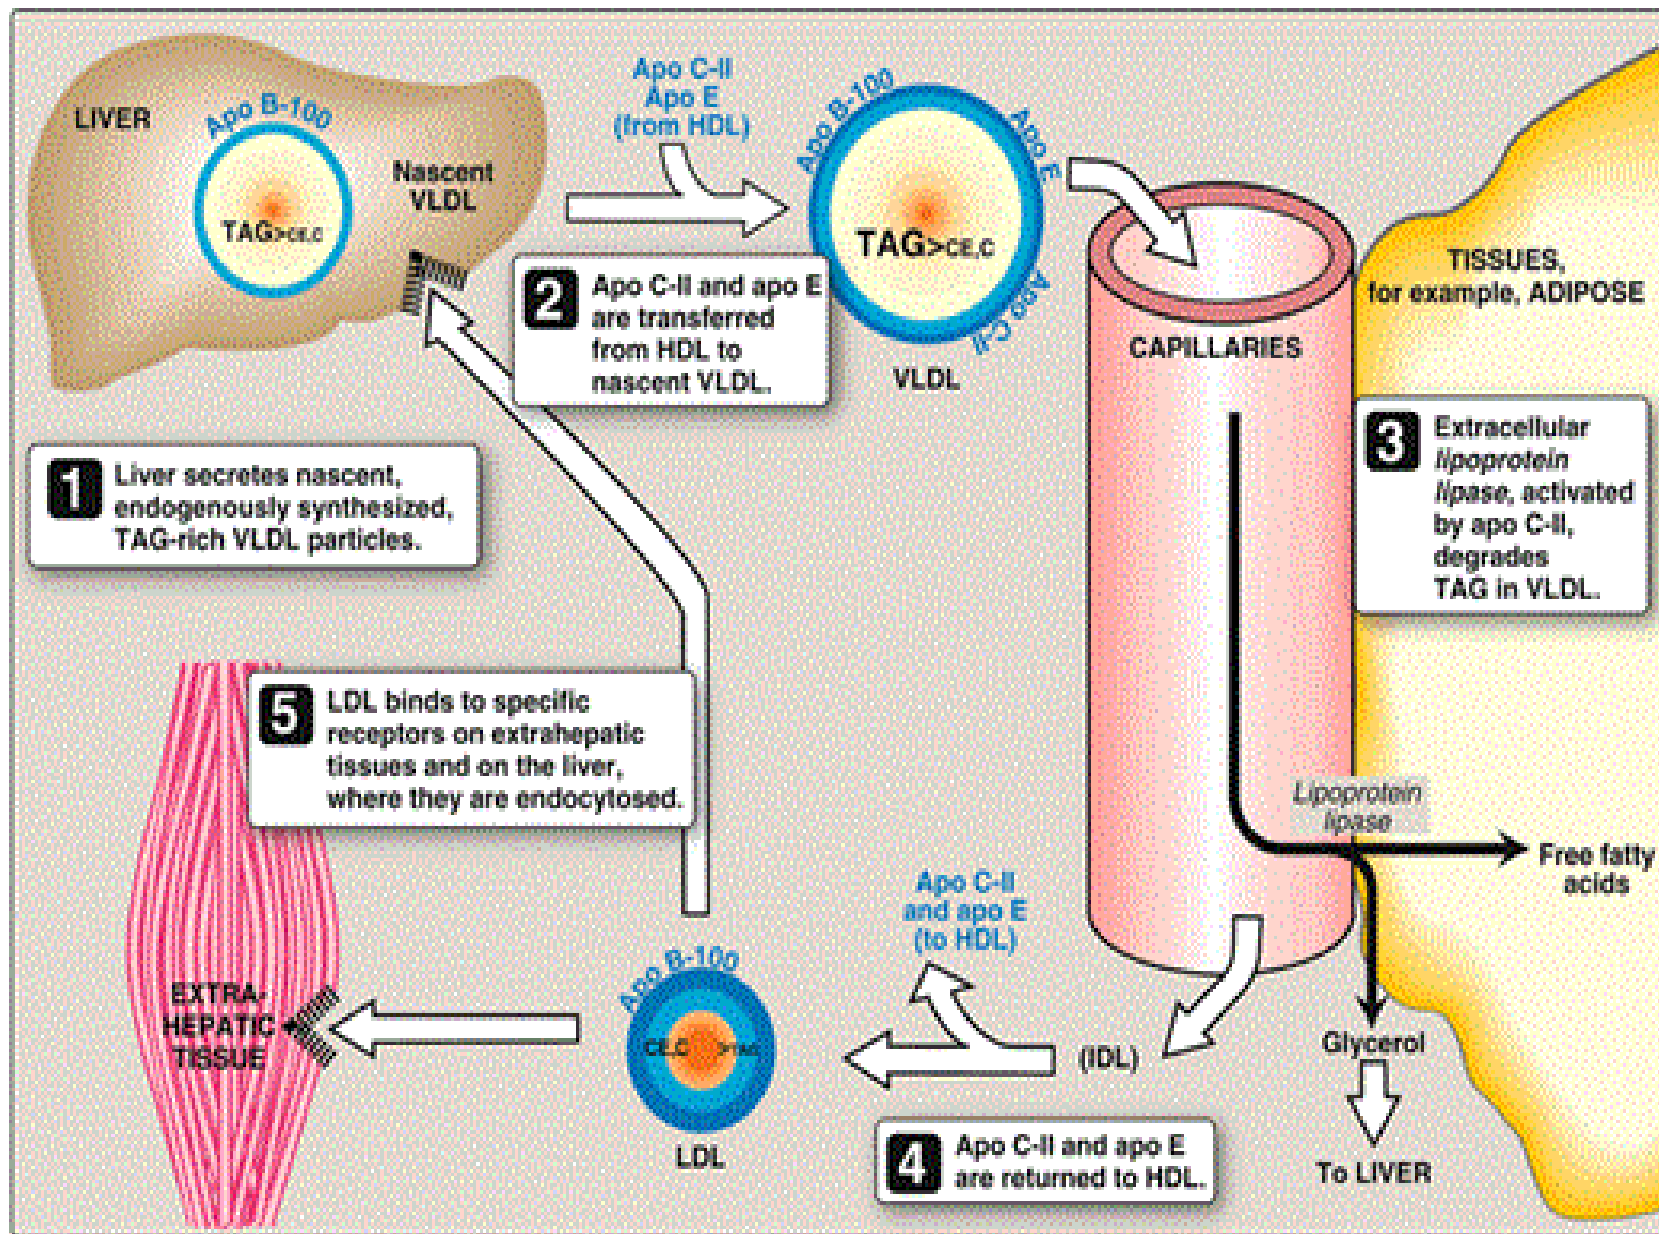 LIVER
Apo B-100
TAG>CE,C
Nascent
VLDL
Apo C-II
Apo E
(from HDL)
Apo B-100
Apo E
Apo C-II
TAG>CE,C
VLDL
2 Apo C-II and apo E
are transferred
from HDL to
nascent VLDL.
CAPILLARIES
TISSUES,
for example, ADIPOSE
1 Liver secretes nascent,
endogenously synthesized,
TAG-rich VLDL particles.
3 Extracellular
lipoprotein
lipase, activated
by apo C-II,
degrades
TAG in VLDL.
5 LDL binds to specific
receptors on extrahepatic
tissues and on the liver,
where they are endocytosed.
Lipoprotein
lipase
Free fatty
acids
Apo C-II
and apo E
(to HDL)
Apo B-100
CE,C >TAG
LDL
EXTRA-
HEPATIC
TISSUE
(IDL)
Glycerol
To LIVER
4 Apo C-II and apo E
are returned to HDL.